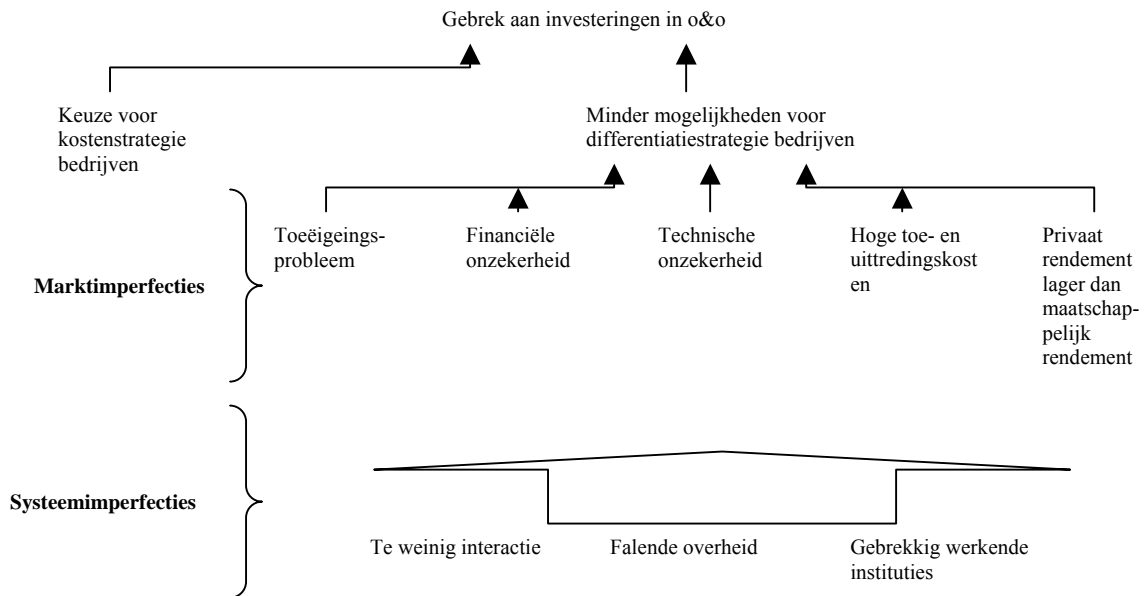 Gebrek aan investeringen in o&o
Keuze voor
kostenstrategie
bedrijven
Minder mogelijkheden voor
differentiatiestrategie bedrijven
Marktimperfecties
Toeëigeings-
probleem
Financiële
onzekerheid
Technische
onzekerheid
Hoge toe- en
uittredingskost
en
Privaat
rendement
lager dan
maatschap-
pelijk
rendement
Systeemimperfecties
Te weinig interactie
Falende overheid
Gebrekkig werkende
instituties